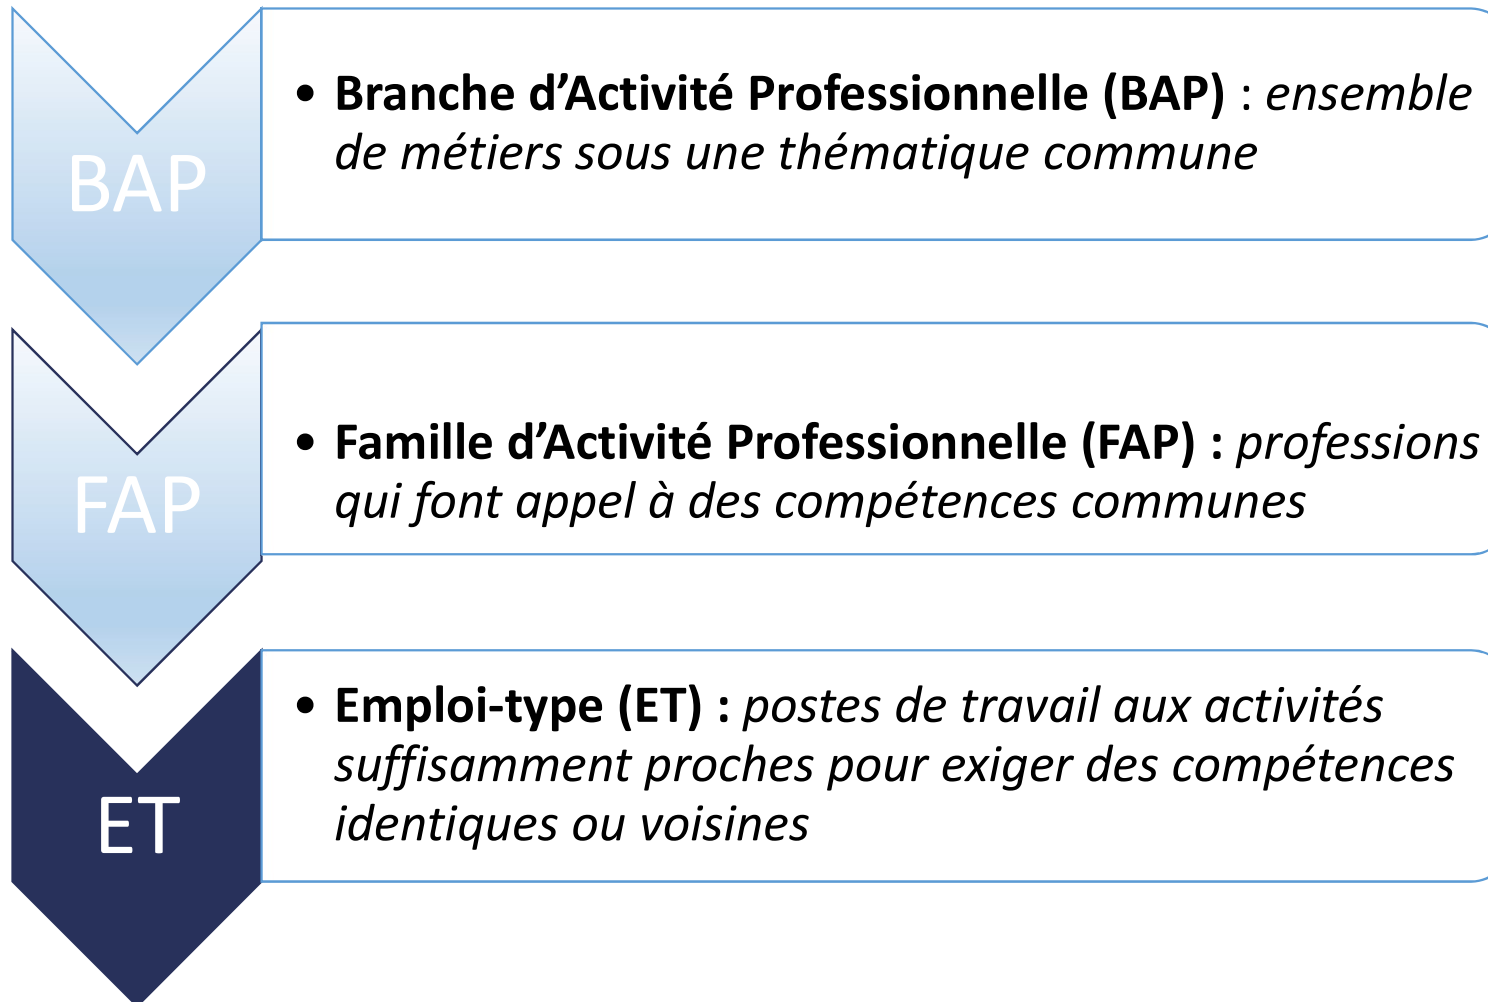 BAP
• Branche d’Activité Professionnelle (BAP) : ensemble
de métiers sous une thématique commune
FAP
• Famille d’Activité Professionnelle (FAP) : professions
qui font appel à des compétences communes
ET
• Emploi-type (ET) : postes de travail aux activités
suffisamment proches pour exiger des compétences
identiques ou voisines